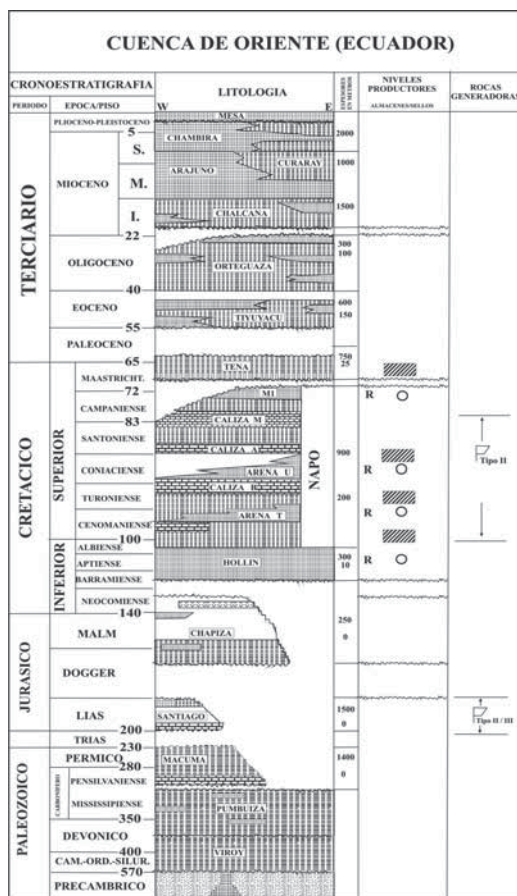 CUENCA DE ORIENTE (ECUADOR)
CRONOESTRATIGRAFIA
PERIODO
EPOCA/PISO
LITOLOGIA
W
E
ESPESORES EN METROS
NIVELES PRODUCTORES
ALMACENES/SELLOS
ROCAS GENERADORAS
TERCIARIO
PLIOCENO-PLEISTOCENO
5
MIOCENO
S.
M.
I.
22
OLIGOCENO
40
EOCENO
55
PALEOCENO
65
CRETACICO
SUPERIOR
MAASTRICHT.
72
CAMPANIENSE
83
SANTONIENSE
CONIACIENSE
TURONIENSE
CENOMANIENSE
100
INFERIOR
ALBIENSE
APTIENSE
BARRAMIENSE
NEOCOMIENSE
140
JURASICO
MALM
DOGGER
LIAS
200
TRIAS
230
PALEOZOICO
PERMICO
280
CARBONIFERO
PENSILVANIENSE
MISSISSIPIENSE
350
DEVONICO
400
CAM.-ORD.-SILUR.
570
PRECAMBRICO
MESA
CHAMBIRA
CURARAY
ARAJUNO
CHALCANA
ORTEGUAZA
TIYUYACU
TENA
M1
CALIZA M
CALIZA A
ARENA U
CALIZA B
ARENA T
NAPO
HOLLIN
CHAPIZA
SANTIAGO
MACUMA
PUMBUIZA
VIROY
2000
1000
1500
300
100
600
150
750
25
900
200
300
10
250
0
1500
0
1400
0
R
R
R
R
Tipo II
Tipo II / III